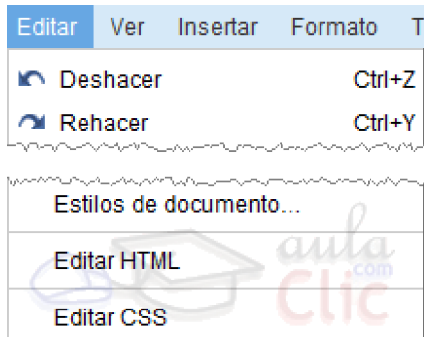 Editar Ver Insertar Formato T
Deshacer Ctrl+Z
Rehacer Ctrl+Y
Estilos de documento...
Editar HTML
Editar CSS
aula
.com
Clic